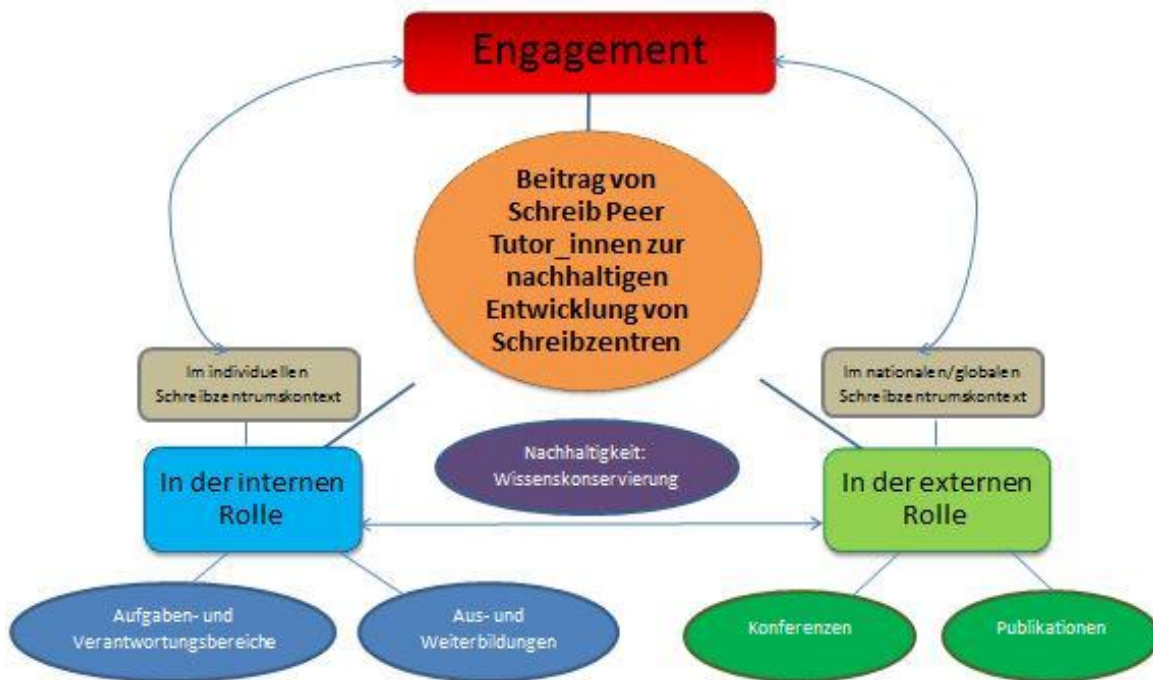 Engagement
Beitrag von
Schreib Peer
Tutor_innen zur
nachhaltigen
Entwicklung von
Schreibzentren
Im individuellen
Schreibzentrumskontext
Im nationalen/globalen
Schreibzentrumskontext
Nachhaltigkeit:
Wissenskonservierung
In der internen
Rolle
In der externen
Rolle
Aufgaben- und
Verantwortungsbereiche
Aus- und
Weiterbildungen
Konferenzen
Publikationen